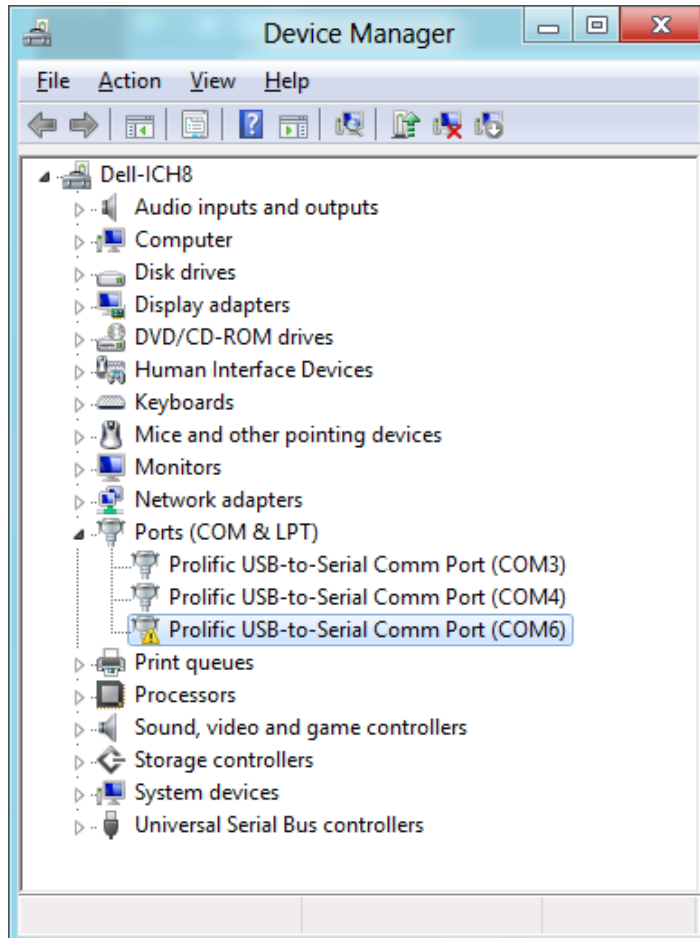 Device Manager
File Action View Help
Dell-ICH8
Audio inputs and outputs
Computer
Disk drives
Display adapters
DVD/CD-ROM drives
Human Interface Devices
Keyboards
Mice and other pointing devices
Monitors
Network adapters
Ports (COM & LPT)
Prolific USB-to-Serial Comm Port (COM3)
Prolific USB-to-Serial Comm Port (COM4)
Prolific USB-to-Serial Comm Port (COM6)
Print queues
Processors
Sound, video and game controllers
Storage controllers
System devices
Universal Serial Bus controllers